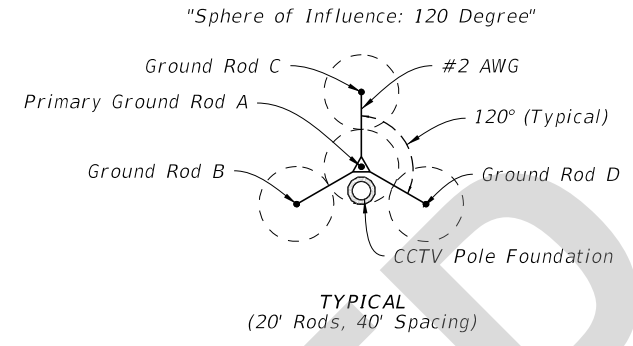 "Sphere of Influence: 120 Degree"
Ground Rod C
#2 AWG
Primary Ground Rod A
120° (Typical)
Ground Rod B
Ground Rod D
CCTV Pole Foundation
TYPICAL
(20' Rods, 40' Spacing)